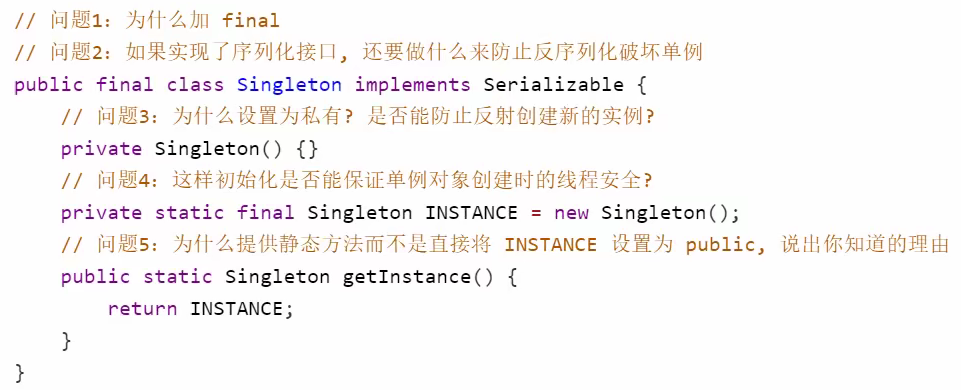 // 问题1：为什么加 final
// 问题2：如果实现了序列化接口, 还要做什么来防止反序列化破坏单例
public final class Singleton implements Serializable {
    // 问题3：为什么设置为私有? 是否能防止反射创建新的实例?
    private Singleton() {}
    // 问题4：这样初始化是否能保证单例对象创建时的线程安全?
    private static final Singleton INSTANCE = new Singleton();
    // 问题5：为什么提供静态方法而不是直接将 INSTANCE 设置为 public, 说出你知道的理由
    public static Singleton getInstance() {
        return INSTANCE;
    }
}